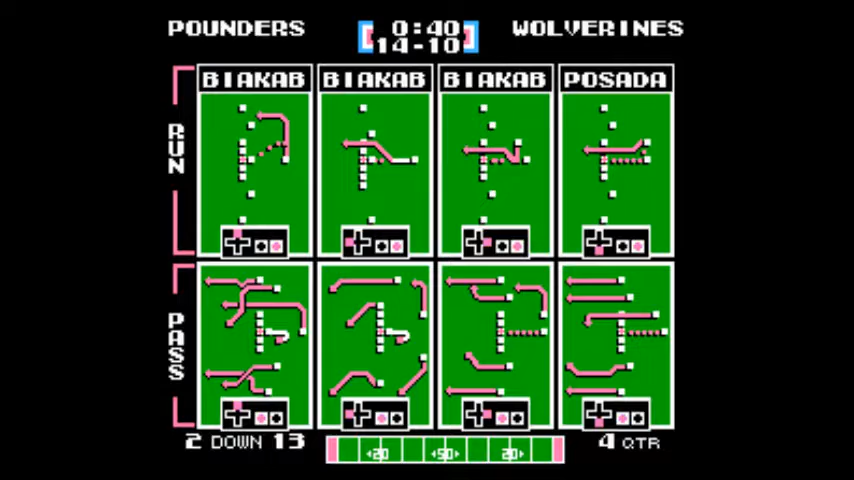 POUNDERS 0:40 WOLVERINES
14-10
BIAKAB BIAKAB BIAKAB POSADA
RUN
PASS
2 DOWN 13 4 QTR
20 50 20